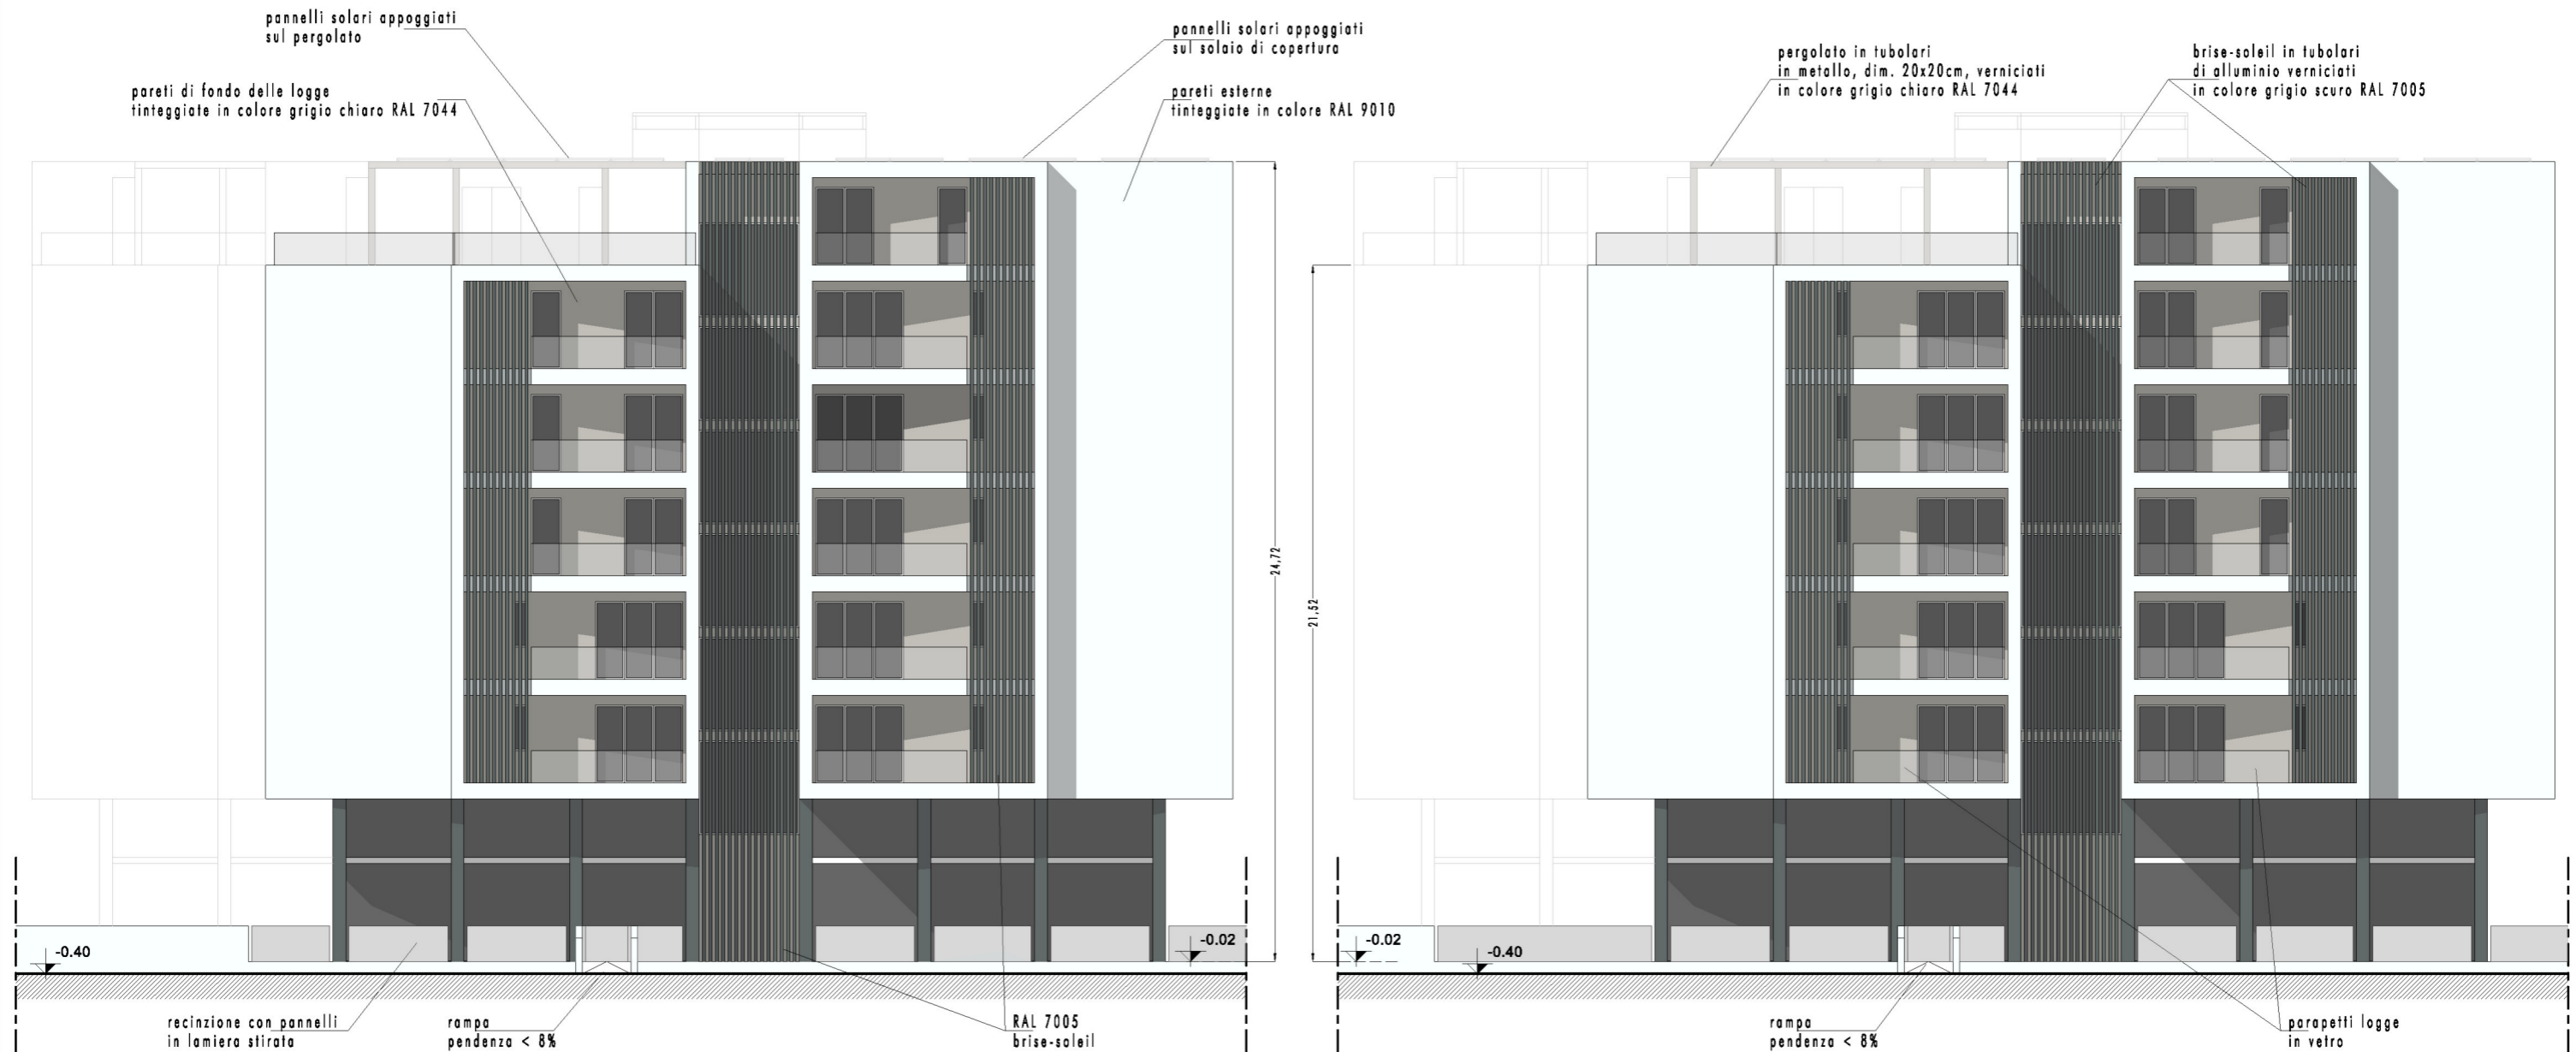 pannelli solari appoggiati
sul pergolato
pannelli solari appoggiati
sul solaio di copertura
pareti di fondo delle logge
tinteggiate in colore grigio chiaro RAL 7044
pareti esterne
tinteggiate in colore RAL 9010
pergolato in tubolari
in metallo, dim. 20x20cm, verniciati
in colore grigio chiaro RAL 7044
brise-soleil in tubolari
di alluminio verniciati
in colore grigio scuro RAL 7005
24,72
21,52
-0.40
-0.02
-0.02
-0.40
recinzione con pannelli
in lamiera stirata
rampa
pendenza < 8%
RAL 7005
brise-soleil
rampa
pendenza < 8%
parapetti logge
in vetro